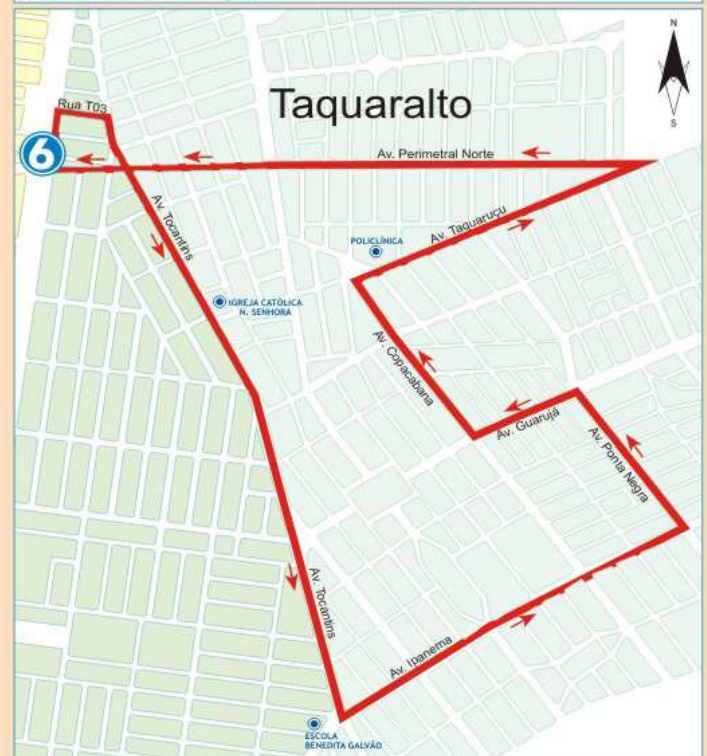 N
Taquaralto
S
Rua T03
6
Av. Perimetral Norte
Av. Taquaruçu
Av. Tocantins
POLICLÍNICA
IGREJA CATÓLICA
N. SENHORA
Av. Copacabana
Av. Guarujá
Av. Ponta Negra
Av. Tocantins
Av. Ipanema
ESCOLA
BENEDITA GALVÃO